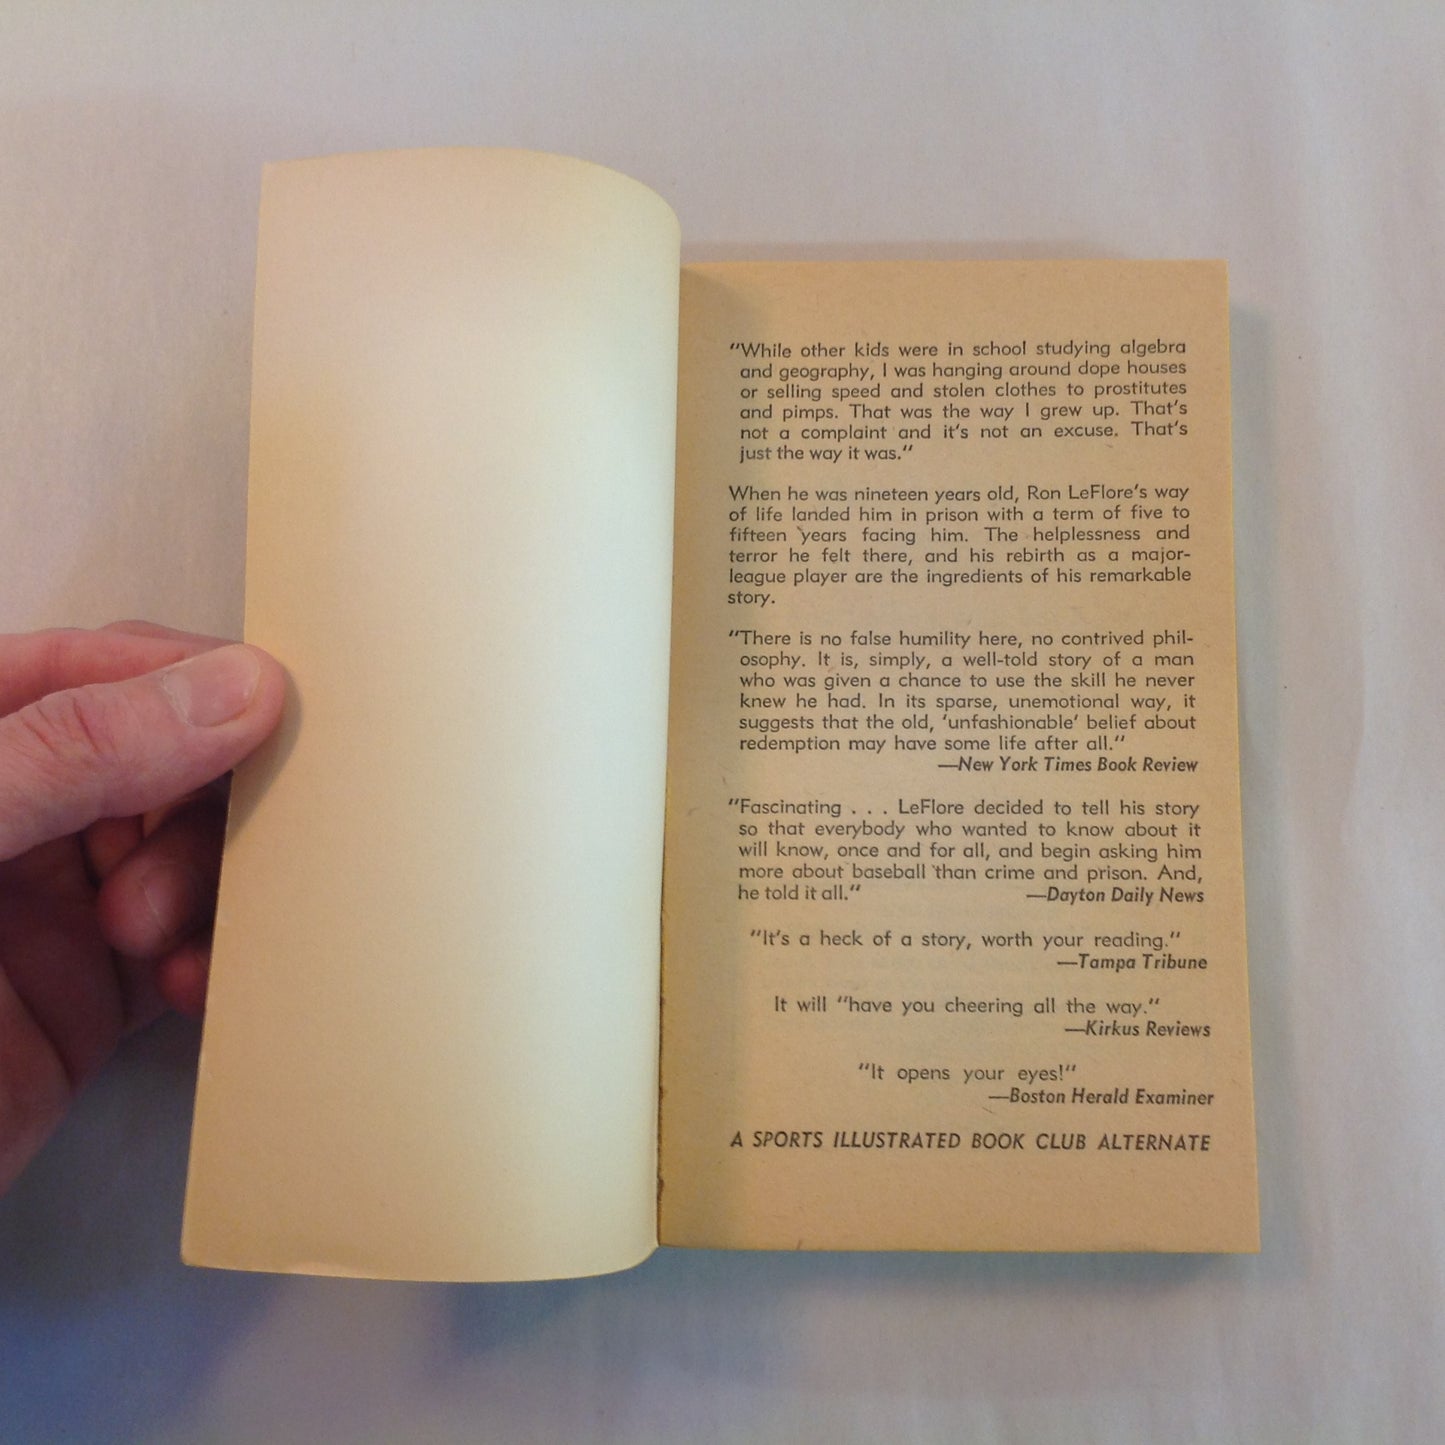 "While other kids were in school studying algebra
and geography, I was hanging around dope houses
or selling speed and stolen clothes to prostitutes
and pimps. That was the way I grew up. That's
not a complaint and it's not an excuse. That's
just the way it was."
When he was nineteen years old, Ron LeFlore's way
of life landed him in prison with a term of five to
fifteen years facing him. The helplessness and
terror he felt there, and his rebirth as a major-
league player are the ingredients of his remarkable
story.
"There is no false humility here, no contrived phil-
osophy. It is, simply, a well-told story of a man
who was given a chance to use the skill he never
knew he had. In its sparse, unemotional way, it
suggests that the old, 'unfashionable' belief about
redemption may have some life after all."
—New York Times Book Review
"Fascinating . . . LeFlore decided to tell his story
so that everybody who wanted to know about it
will know, once and for all, and begin asking him
more about baseball than crime and prison. And,
he told it all." —Dayton Daily News
"It's a heck of a story, worth your reading."
—Tampa Tribune
It will "have you cheering all the way."
—Kirkus Reviews
"It opens your eyes!"
—Boston Herald Examiner
A SPORTS ILLUSTRATED BOOK CLUB ALTERNATE